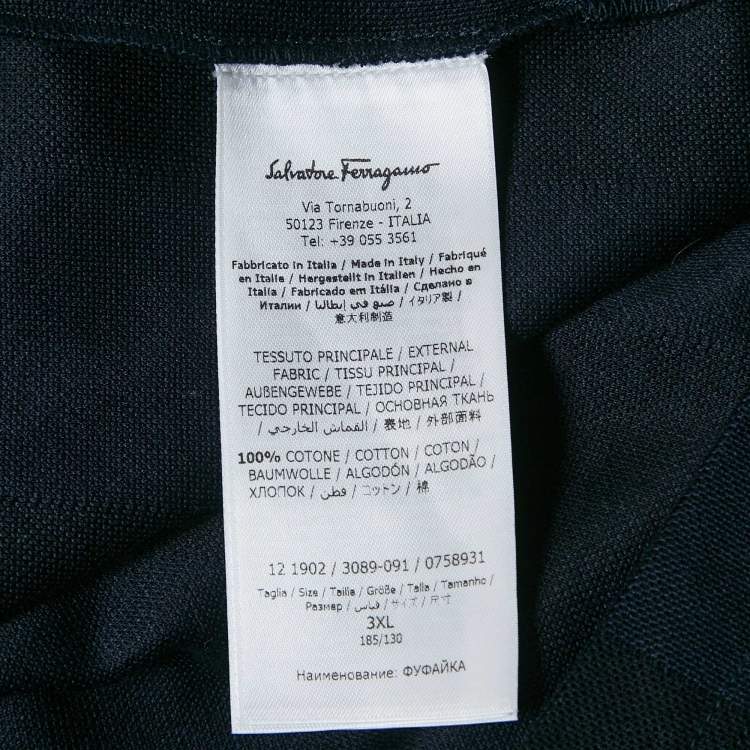 Salvatore Ferragamo
Via Tornabuoni, 2
50123 Firenze - ITALIA
Tel: +39 055 3561
Fabbricato in Italia / Made in Italy / Fabriqué
en Italie / Hergestellt in Italien / Hecho en
Italia / Fabricado em Itália / Сделано в
Италии / صنع في إيطاليا / イタリア製 /
意大利制造
TESSUTO PRINCIPALE / EXTERNAL
FABRIC / TISSU PRINCIPAL /
AUßENGEWEBE / TEJIDO PRINCIPAL /
TECIDO PRINCIPAL / ОСНОВНАЯ ТКАНЬ
/ القماش الخارجي / 表地 / 外部面料
100% COTONE / COTTON / COTON /
BAUMWOLLE / ALGODÓN / ALGODÃO /
ХЛОПОК / قطن / コットン / 棉
12 1902 / 3089-091 / 0758931
Taglia / Size / Taille / Größe / Talla / Tamanho /
Размер / قياس / サイズ / 尺寸
3XL
185/130
Наименование: ФУФАЙКА